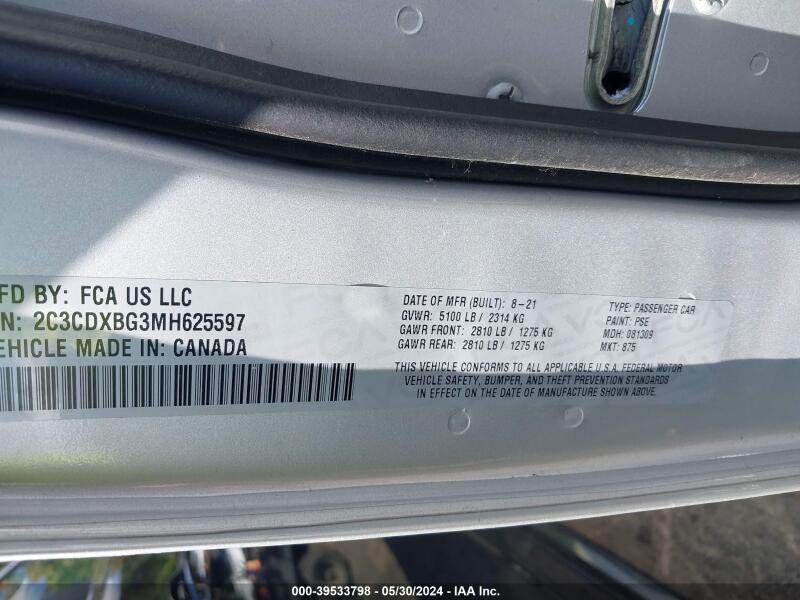 FD BY: FCA US LLC
N: 2C3CDXBG3MH625597
EHICLE MADE IN: CANADA
DATE OF MFR (BUILT): 8-21
GVWR: 5100 LB / 2314 KG
GAWR FRONT: 2810 LB / 1275 KG
GAWR REAR: 2810 LB / 1275 KG
TYPE: PASSENGER CAR
PAINT: PSE
MDH: 081309
MKT: 875
THIS VEHICLE CONFORMS TO ALL APPLICABLE U.S.A. FEDERAL MOTOR
VEHICLE SAFETY, BUMPER, AND THEFT PREVENTION STANDARDS
IN EFFECT ON THE DATE OF MANUFACTURE SHOWN ABOVE.
000-39533798 - 05/30/2024 - IAAI Inc.